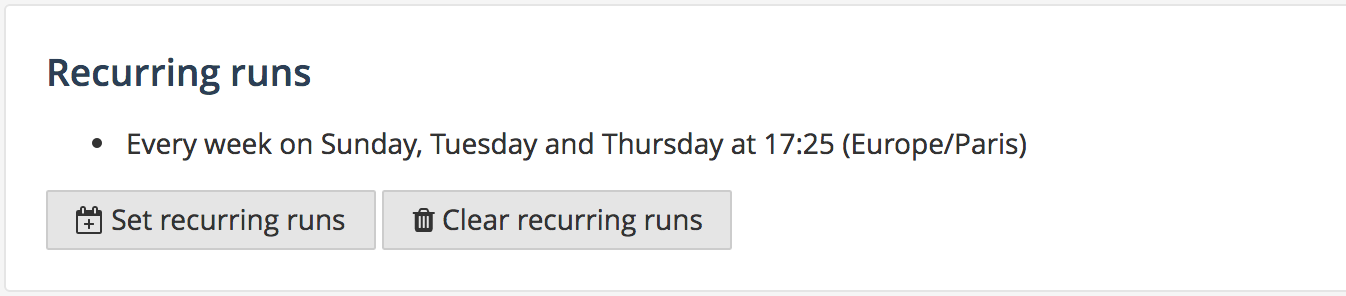 Recurring runs
• Every week on Sunday, Tuesday and Thursday at 17:25 (Europe/Paris)
Set recurring runs Clear recurring runs